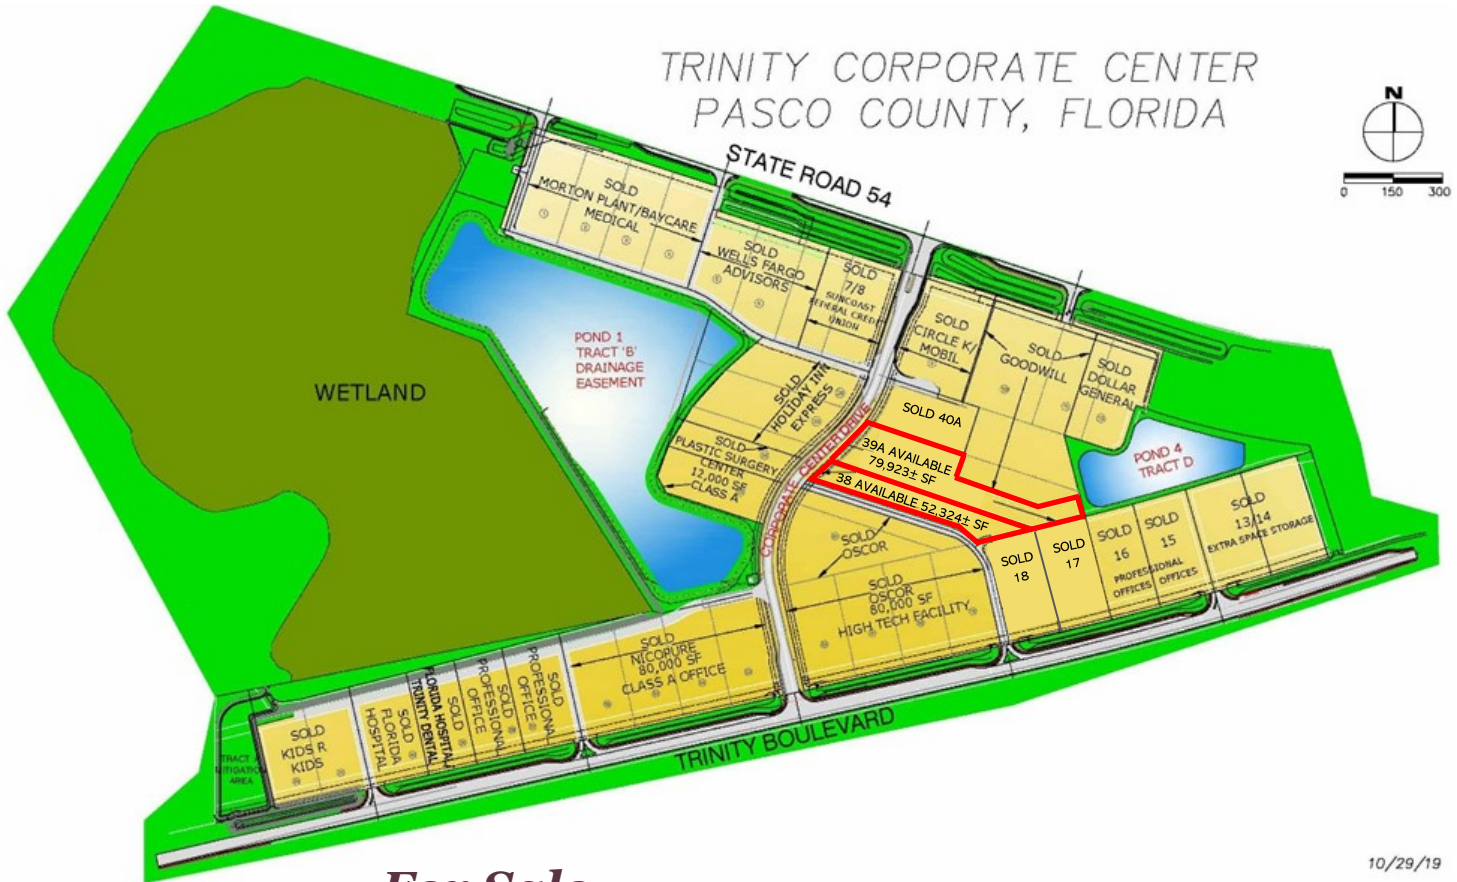 TRINITY CORPORATE CENTER
PASCO COUNTY, FLORIDA
N
0 150 300
STATE ROAD 54
SOLD
MORTON PLANT/BAYCARE
MEDICAL
SOLD
WELLS FARGO
ADVISORS
SOLD
7/8
SUNCOAST
FEDERAL CREDIT
UNION
SOLD
CIRCLE K/
MOBIL
SOLD
GOODWILL
SOLD
DOLLAR
GENERAL
POND 1
TRACT 'B'
DRAINAGE
EASEMENT
WETLAND
SOLD
HOLIDAY INN
EXPRESS
SOLD 40A
39A AVAILABLE
79,923± SF
38 AVAILABLE 52,324± SF
POND 4
TRACT D
SOLD
PLASTIC SURGERY
CENTER
12,000 SF
CLASS A
CORPORATE CENTER DRIVE
SOLD
OSCOR
SOLD
OSCOR
80,000 SF
HIGH TECH FACILITY
SOLD
18
SOLD
17
SOLD
16
SOLD
15
PROFESSIONAL
OFFICES
OFFICES
SOLD
13/14
EXTRA SPACE STORAGE
SOLD
NICOPURE
80,000 SF
CLASS A OFFICE
SOLD
PROFESSIONAL
OFFICE
SOLD
PROFESSIONAL
OFFICE
SOLD
FLORIDA HOSPITAL/
TRINITY DENTAL
SOLD
FLORIDA
HOSPITAL
SOLD
KIDS R
KIDS
TRACT A
MITIGATION
AREA
TRINITY BOULEVARD
For Sale
10/29/19